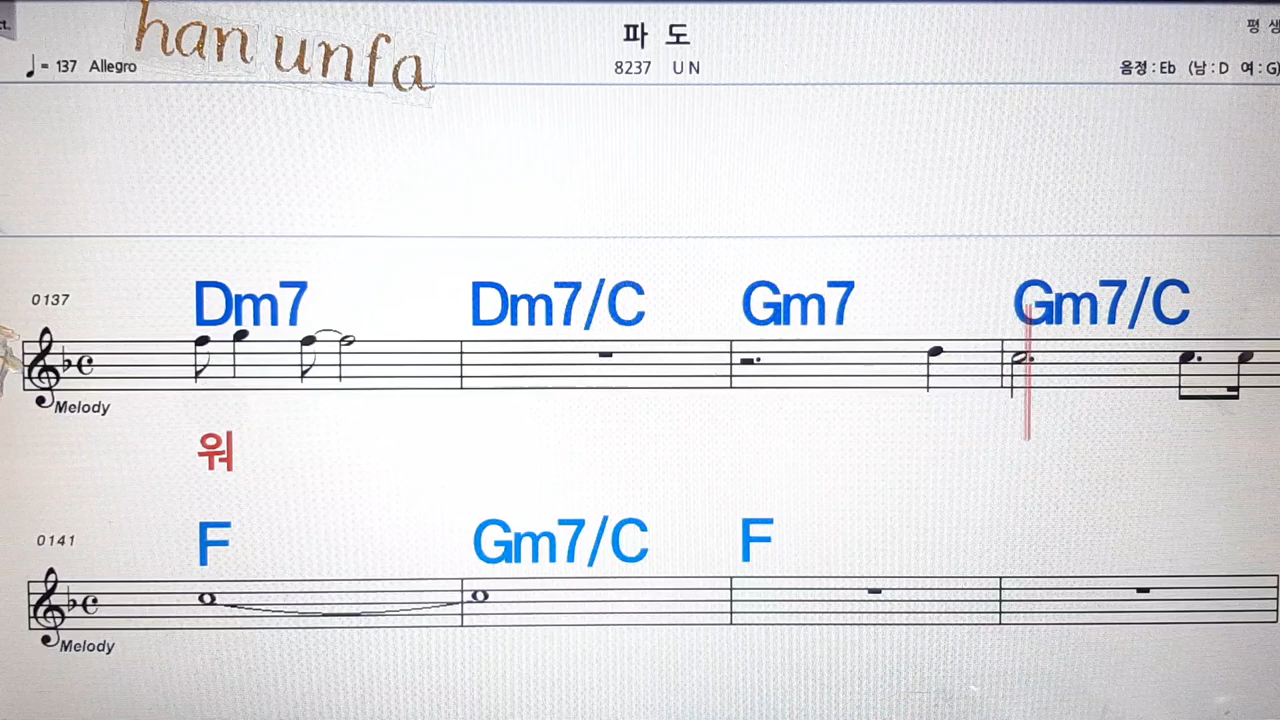 ct.
han unfa
파 도
평 생
♩= 137 Allegro
8237 U N
음정 : Eb (남 : D 여 : G)
0137
Dm7 Dm7/C Gm7 Gm7/C
Melody
워
0141
F Gm7/C F
Melody